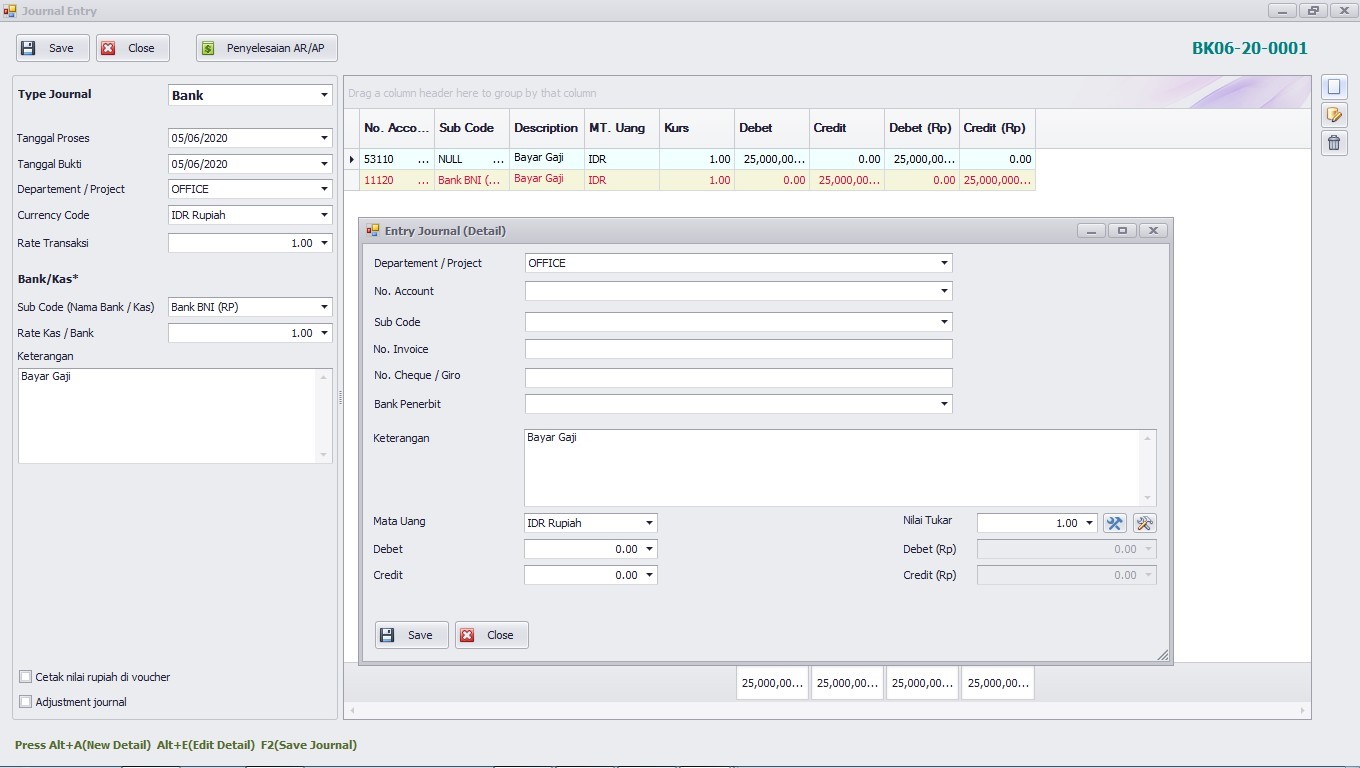 Journal Entry
Save Close Penyelesaian AR/AP BK06-20-0001
Type Journal Bank
Tanggal Proses 05/06/2020
Tanggal Bukti 05/06/2020
Departement / Project OFFICE
Currency Code IDR Rupiah
Rate Transaksi 1.00
Bank/Kas*
Sub Code (Nama Bank / Kas) Bank BNI (RP)
Rate Kas / Bank 1.00
Keterangan
Bayar Gaji
Cetak nilai rupiah di voucher
Adjustment journal
Drag a column header here to group by that column
No. Acco... Sub Code Description MT. Uang Kurs Debet Credit Debet (Rp) Credit (Rp)
53110 ... NULL ... Bayar Gaji IDR 1.00 25,000,00... 0.00 25,000,00... 0.00
11120 ... Bank BNI (... Bayar Gaji IDR 1.00 0.00 25,000,00... 0.00 25,000,000...
Entry Journal (Detail)
Departement / Project OFFICE
No. Account
Sub Code
No. Invoice
No. Cheque / Giro
Bank Penerbit
Keterangan Bayar Gaji
Mata Uang IDR Rupiah Nilai Tukar 1.00
Debet 0.00 Debet (Rp) 0.00
Credit 0.00 Credit (Rp) 0.00
Save Close
25,000,00... 25,000,00... 25,000,00... 25,000,00...
Press Alt+A(New Detail) Alt+E(Edit Detail) F2(Save Journal)